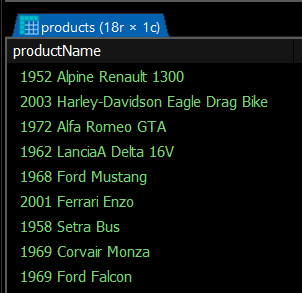 products (18r × 1c)
productName
1952 Alpine Renault 1300
2003 Harley-Davidson Eagle Drag Bike
1972 Alfa Romeo GTA
1962 LanciaA Delta 16V
1968 Ford Mustang
2001 Ferrari Enzo
1958 Setra Bus
1969 Corvair Monza
1969 Ford Falcon